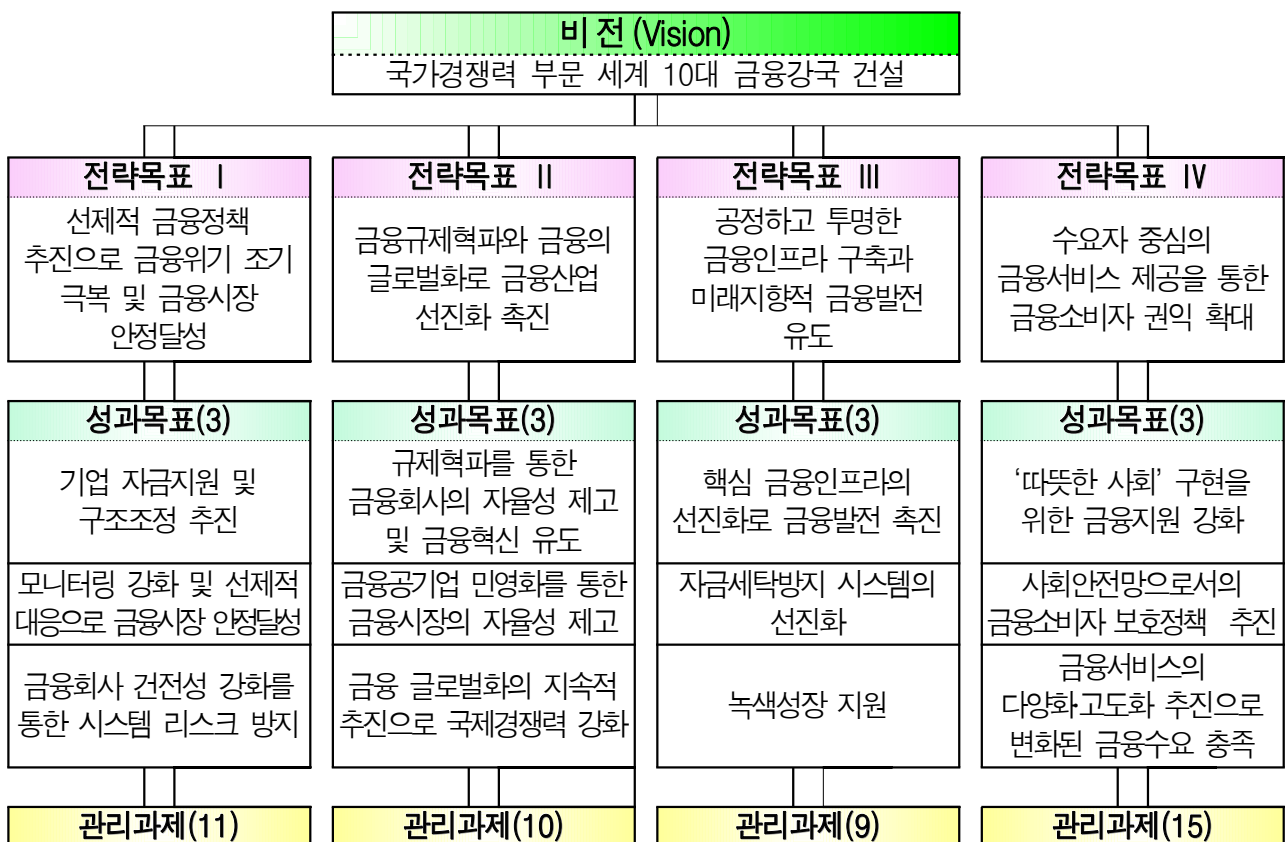 비 전 (Vision)
국가경쟁력 부문 세계 10대 금융강국 건설
전략목표 Ⅰ
선제적 금융정책
추진으로 금융위기 조기
극복 및 금융시장
안정달성
전략목표 Ⅱ
금융규제혁파와 금융의
글로벌화로 금융산업
선진화 촉진
전략목표 Ⅲ
공정하고 투명한
금융인프라 구축과
미래지향적 금융발전
유도
전략목표 Ⅳ
수요자 중심의
금융서비스 제공을 통한
금융소비자 권익 확대
성과목표(3)
기업 자금지원 및
구조조정 추진
모니터링 강화 및 선제적
대응으로 금융시장 안정달성
금융회사 건전성 강화를
통한 시스템 리스크 방지
성과목표(3)
규제혁파를 통한
금융회사의 자율성 제고
및 금융혁신 유도
금융공기업 민영화를 통한
금융시장의 자율성 제고
금융 글로벌화의 지속적
추진으로 국제경쟁력 강화
성과목표(3)
핵심 금융인프라의
선진화로 금융발전 촉진
자금세탁방지 시스템의
선진화
녹색성장 지원
성과목표(3)
‘따뜻한 사회’ 구현을
위한 금융지원 강화
사회안전망으로서의
금융소비자 보호정책 추진
금융서비스의
다양화·고도화 추진으로
변화된 금융수요 충족
관리과제(11)
관리과제(10)
관리과제(9)
관리과제(15)